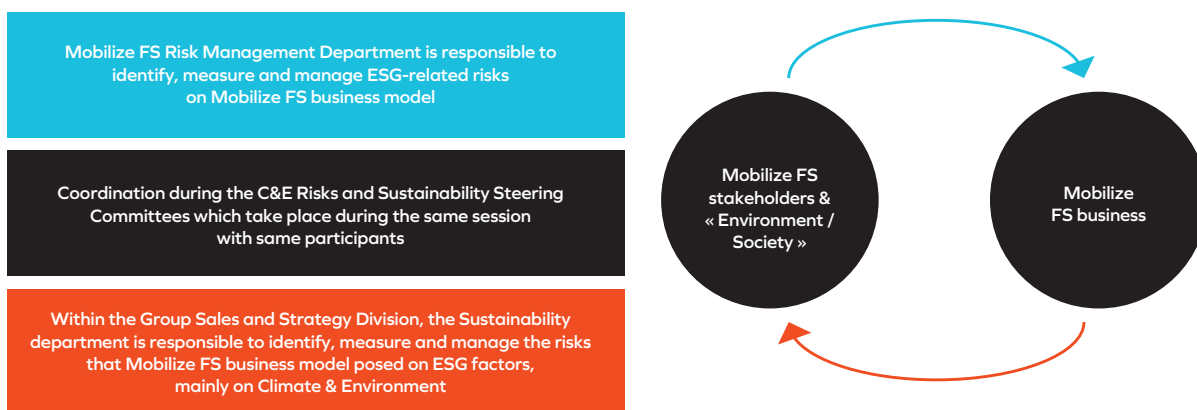 Mobilize FS Risk Management Department is responsible to
identify, measure and manage ESG-related risks
on Mobilize FS business model
Coordination during the C&E Risks and Sustainability Steering
Committees which take place during the same session
with same participants
Within the Group Sales and Strategy Division, the Sustainability
department is responsible to identify, measure and manage the risks
that Mobilize FS business model posed on ESG factors,
mainly on Climate & Environment
Mobilize FS
stakeholders &
« Environment /
Society »
Mobilize
FS business